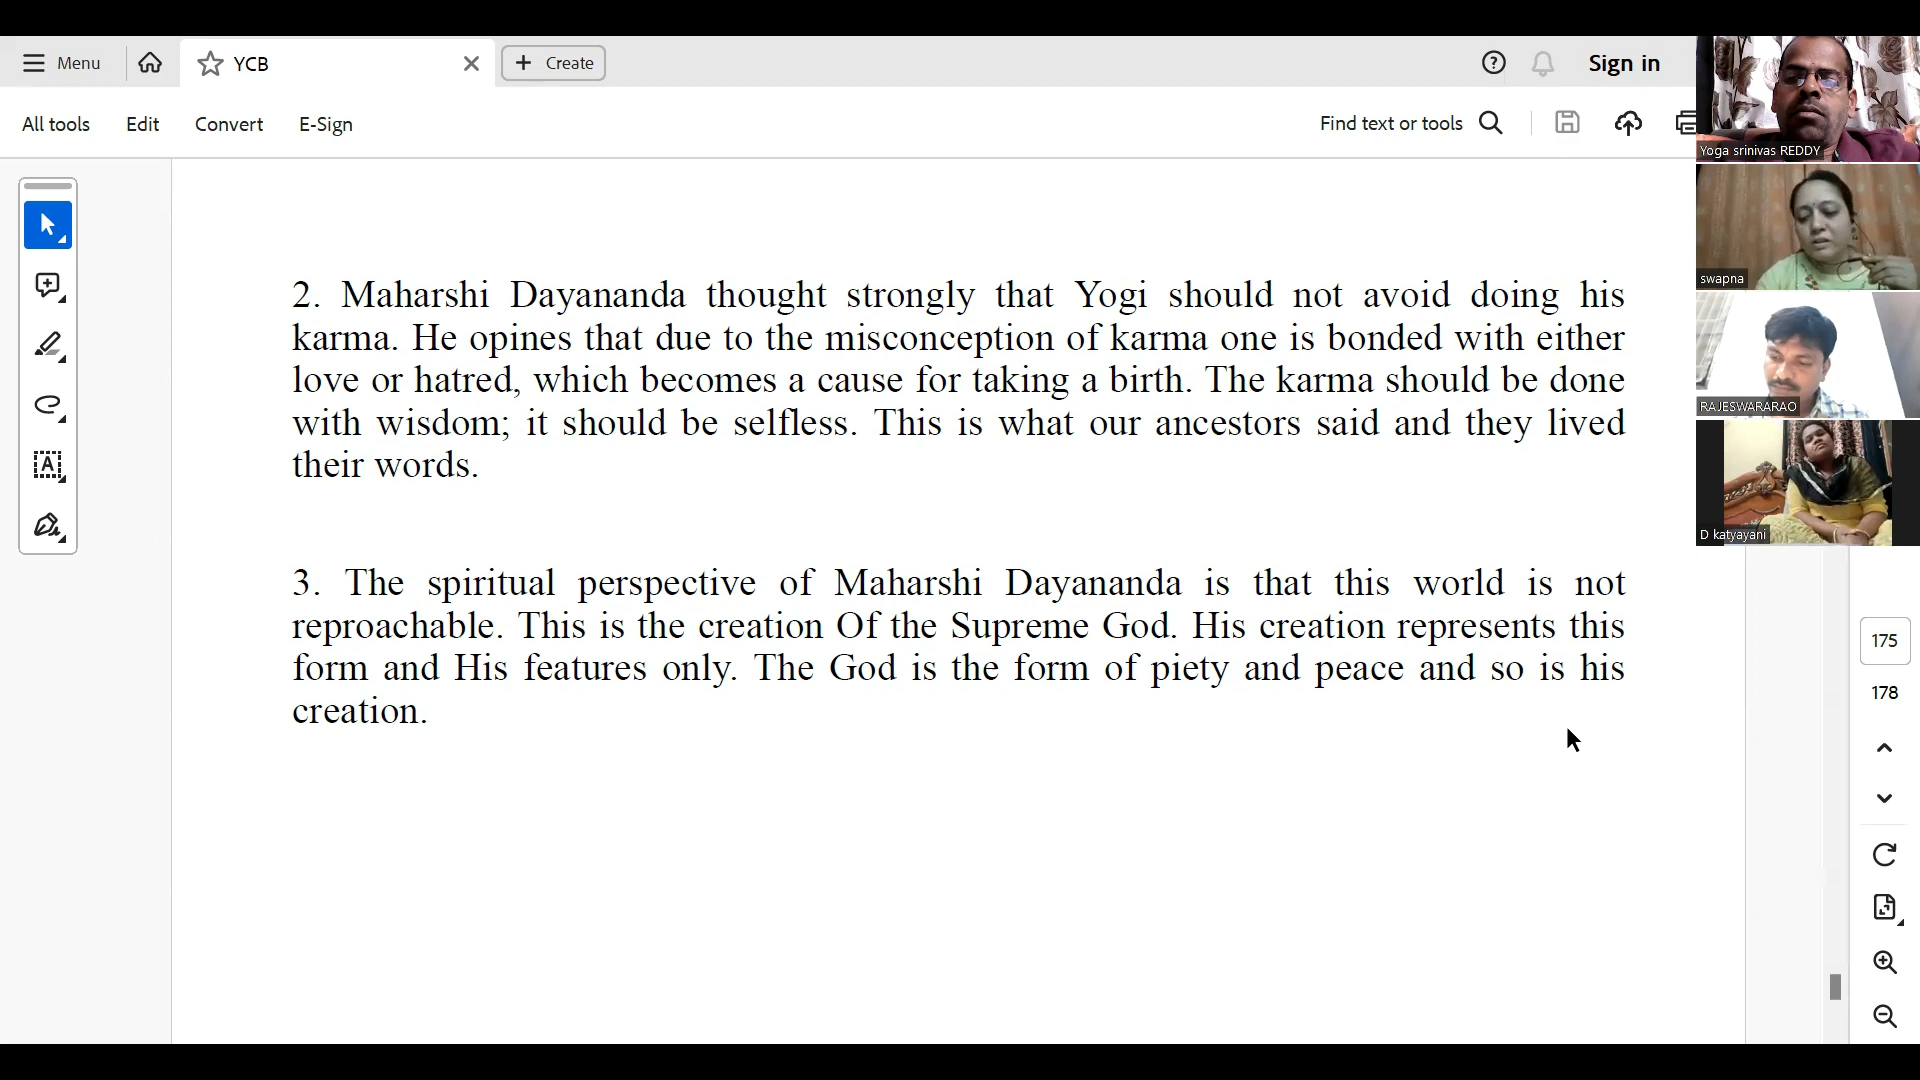 Menu
YCB
Create
Sign in
All tools
Edit
Convert
E-Sign
Find text or tools
2. Maharshi Dayananda thought strongly that Yogi should not avoid doing his
karma. He opines that due to the misconception of karma one is bonded with either
love or hatred, which becomes a cause for taking a birth. The karma should be done
with wisdom; it should be selfless. This is what our ancestors said and they lived
their words.
3. The spiritual perspective of Maharshi Dayananda is that this world is not
reproachable. This is the creation Of the Supreme God. His creation represents this
form and His features only. The God is the form of piety and peace and so is his
creation.
Yoga srinivas REDDY
swapna
RAJESWARARAO
D katyayani
175
178